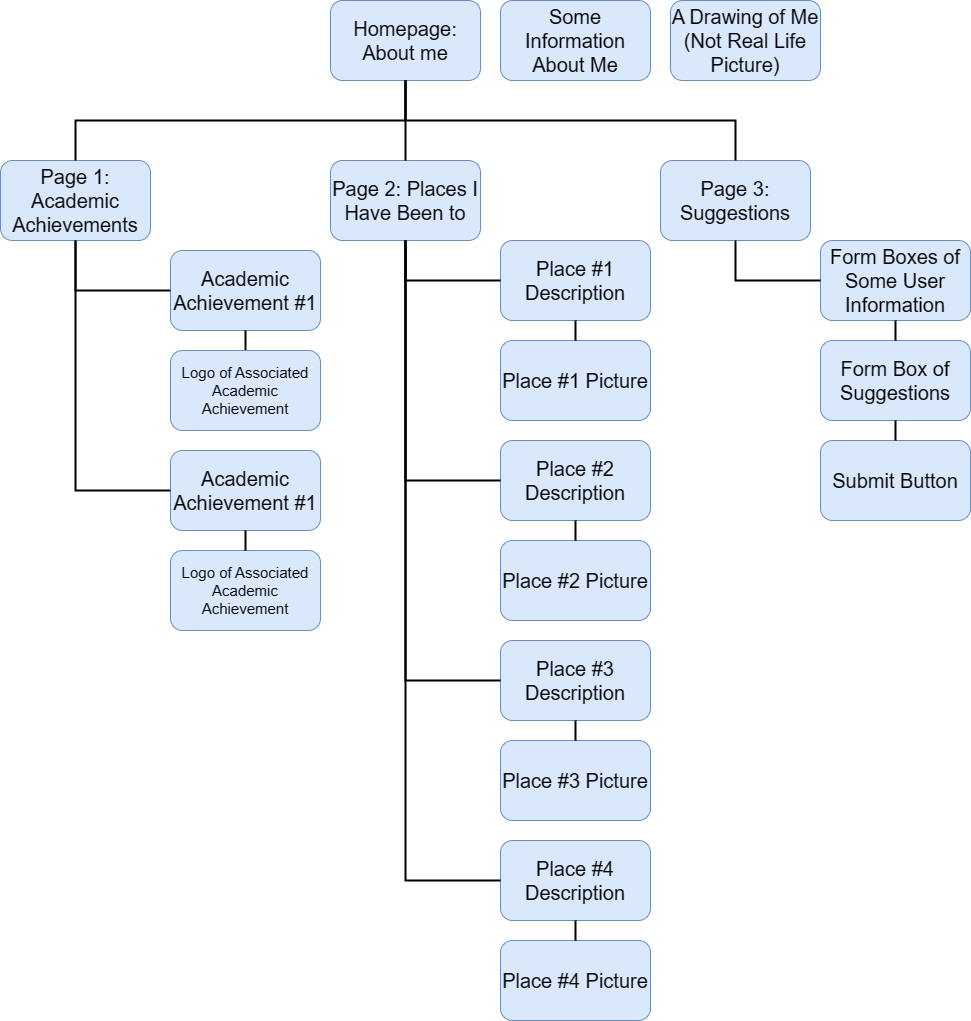 Homepage:
About me
Some
Information
About Me
A Drawing of Me
(Not Real Life
Picture)
Page 1:
Academic
Achievements
Academic
Achievement #1
Logo of Associated
Academic
Achievement
Academic
Achievement #1
Logo of Associated
Academic
Achievement
Page 2: Places I
Have Been to
Place #1
Description
Place #1 Picture
Place #2
Description
Place #2 Picture
Place #3
Description
Place #3 Picture
Place #4
Description
Place #4 Picture
Page 3:
Suggestions
Form Boxes of
Some User
Information
Form Box of
Suggestions
Submit Button